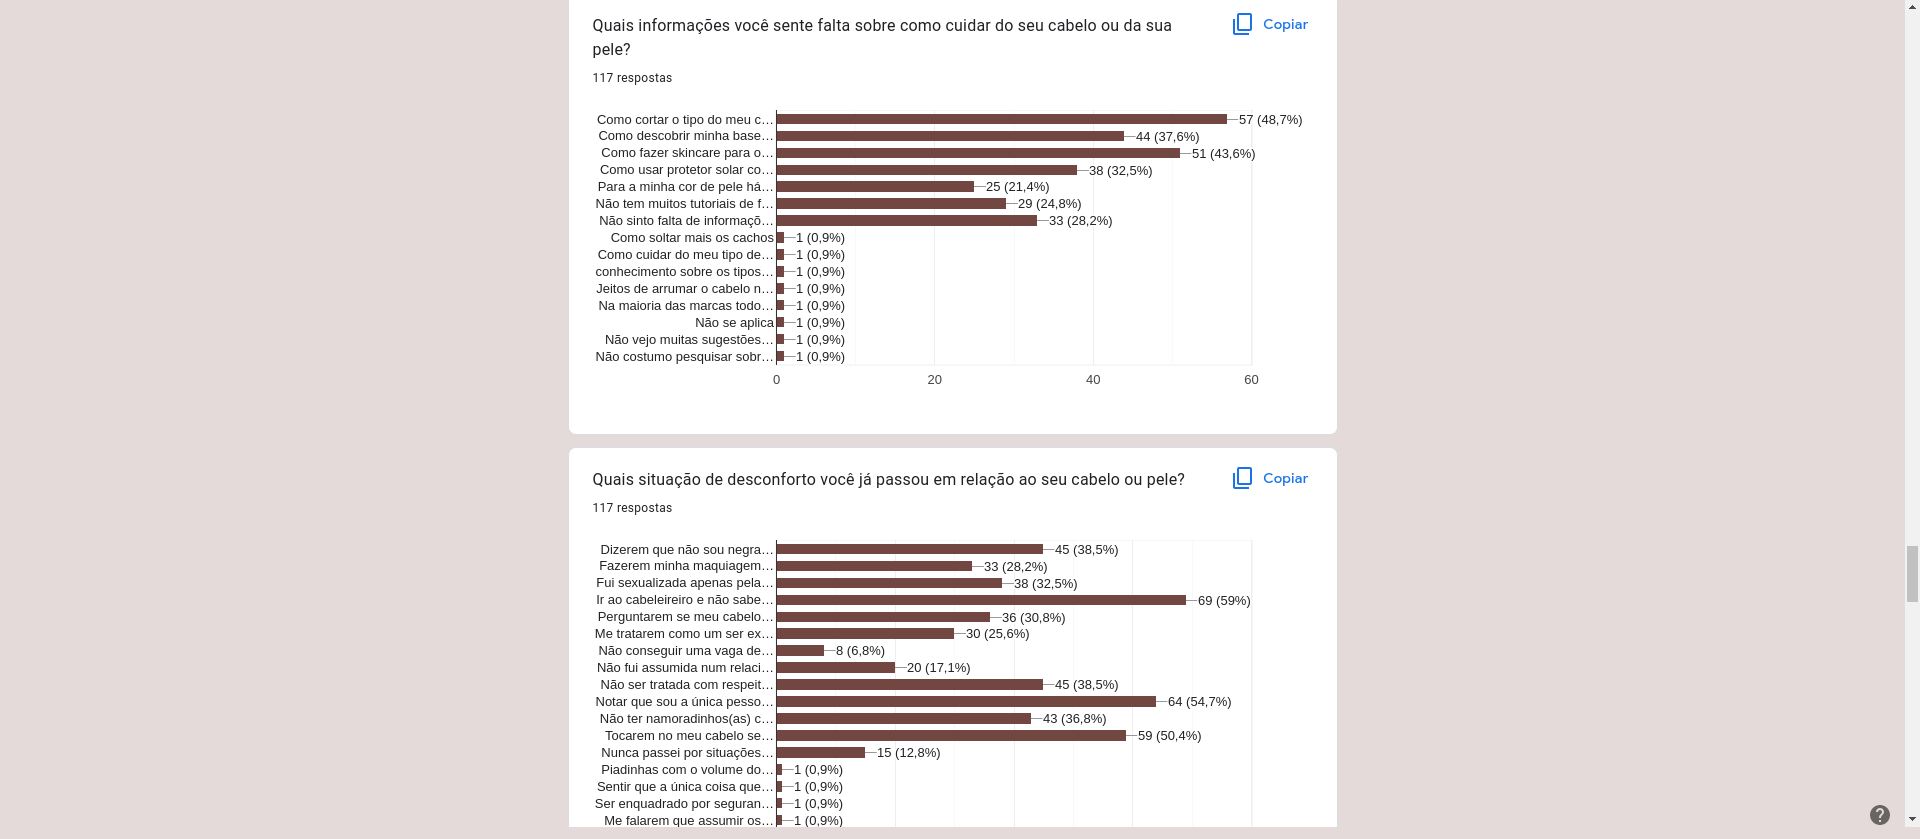 Quais informações você sente falta sobre como cuidar do seu cabelo ou da sua
pele?
Copiar
117 respostas
Como cortar o tipo do meu c… 57 (48,7%)
Como descobrir minha base… 44 (37,6%)
Como fazer skincare para o… 51 (43,6%)
Como usar protetor solar co… 38 (32,5%)
Para a minha cor de pele há… 25 (21,4%)
Não tem muitos tutoriais de f… 29 (24,8%)
Não sinto falta de informaçõ… 33 (28,2%)
Como soltar mais os cachos 1 (0,9%)
Como cuidar do meu tipo de… 1 (0,9%)
conhecimento sobre os tipos… 1 (0,9%)
Jeitos de arrumar o cabelo n… 1 (0,9%)
Na maioria das marcas todo… 1 (0,9%)
Não se aplica 1 (0,9%)
Não vejo muitas sugestões… 1 (0,9%)
Não costumo pesquisar sobr… 1 (0,9%)
0 20 40 60
Quais situação de desconforto você já passou em relação ao seu cabelo ou pele?
Copiar
117 respostas
Dizerem que não sou negra… 45 (38,5%)
Fazerem minha maquiagem… 33 (28,2%)
Fui sexualizada apenas pela… 38 (32,5%)
Ir ao cabeleireiro e não sabe… 69 (59%)
Perguntarem se meu cabelo… 36 (30,8%)
Me tratarem como um ser ex… 30 (25,6%)
Não conseguir uma vaga de… 8 (6,8%)
Não fui assumida num relaci… 20 (17,1%)
Não ser tratada com respeit… 45 (38,5%)
Notar que sou a única pesso… 64 (54,7%)
Não ter namoradinhos(as) c… 43 (36,8%)
Tocarem no meu cabelo se… 59 (50,4%)
Nunca passei por situações… 15 (12,8%)
Piadinhas com o volume do… 1 (0,9%)
Sentir que a única coisa que… 1 (0,9%)
Ser enquadrado por seguran… 1 (0,9%)
Me falarem que assumir os… 1 (0,9%)